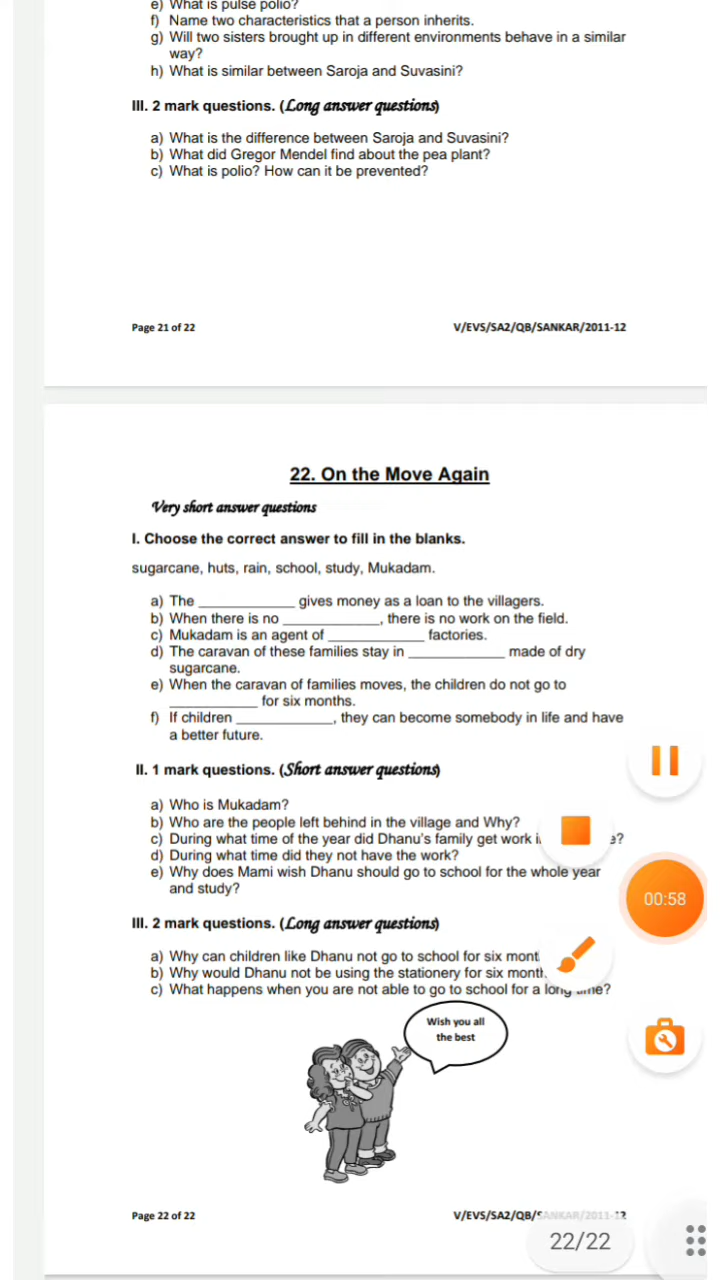 e) What is pulse polio?
f) Name two characteristics that a person inherits.
g) Will two sisters brought up in different environments behave in a similar
way?
h) What is similar between Saroja and Suvasini?
III. 2 mark questions. (Long answer questions)
a) What is the difference between Saroja and Suvasini?
b) What did Gregor Mendel find about the pea plant?
c) What is polio? How can it be prevented?
Page 21 of 22 V/EVS/SA2/QB/SANKAR/2011-12
22. On the Move Again
Very short answer questions
I. Choose the correct answer to fill in the blanks.
sugarcane, huts, rain, school, study, Mukadam.
a) The ____________ gives money as a loan to the villagers.
b) When there is no ____________, there is no work on the field.
c) Mukadam is an agent of ____________ factories.
d) The caravan of these families stay in ____________ made of dry
sugarcane.
e) When the caravan of families moves, the children do not go to
___________ for six months.
f) If children ____________, they can become somebody in life and have
a better future.
II. 1 mark questions. (Short answer questions)
a) Who is Mukadam?
b) Who are the people left behind in the village and Why?
c) During what time of the year did Dhanu's family get work ?
d) During what time did they not have the work?
e) Why does Mami wish Dhanu should go to school for the whole year
and study?
00:58
III. 2 mark questions. (Long answer questions)
a) Why can children like Dhanu not go to school for six
b) Why would Dhanu not be using the stationery for six
c) What happens when you are not able to go to school for a long time?
Wish you all
the best
Page 22 of 22 V/EVS/SA2/QB/SANKAR/2011-12
22/22